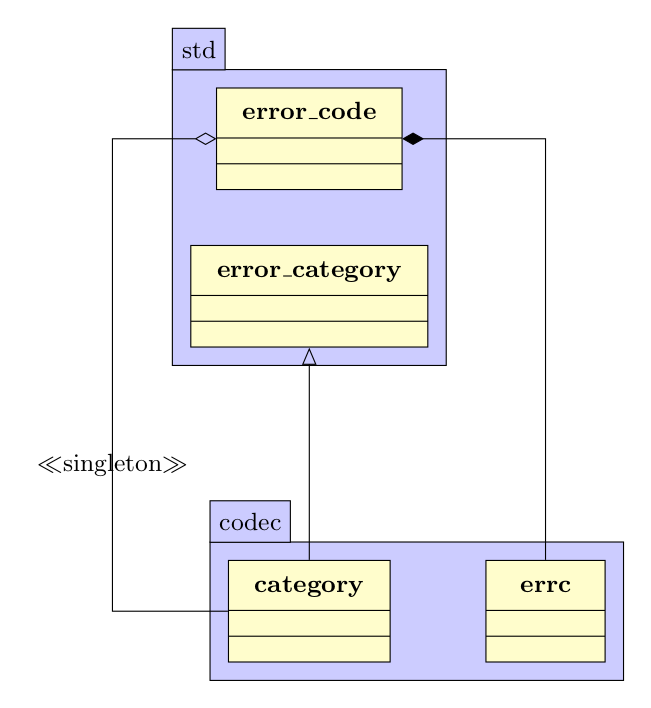 std
error_code
error_category
≪singleton≫
codec
category
errc